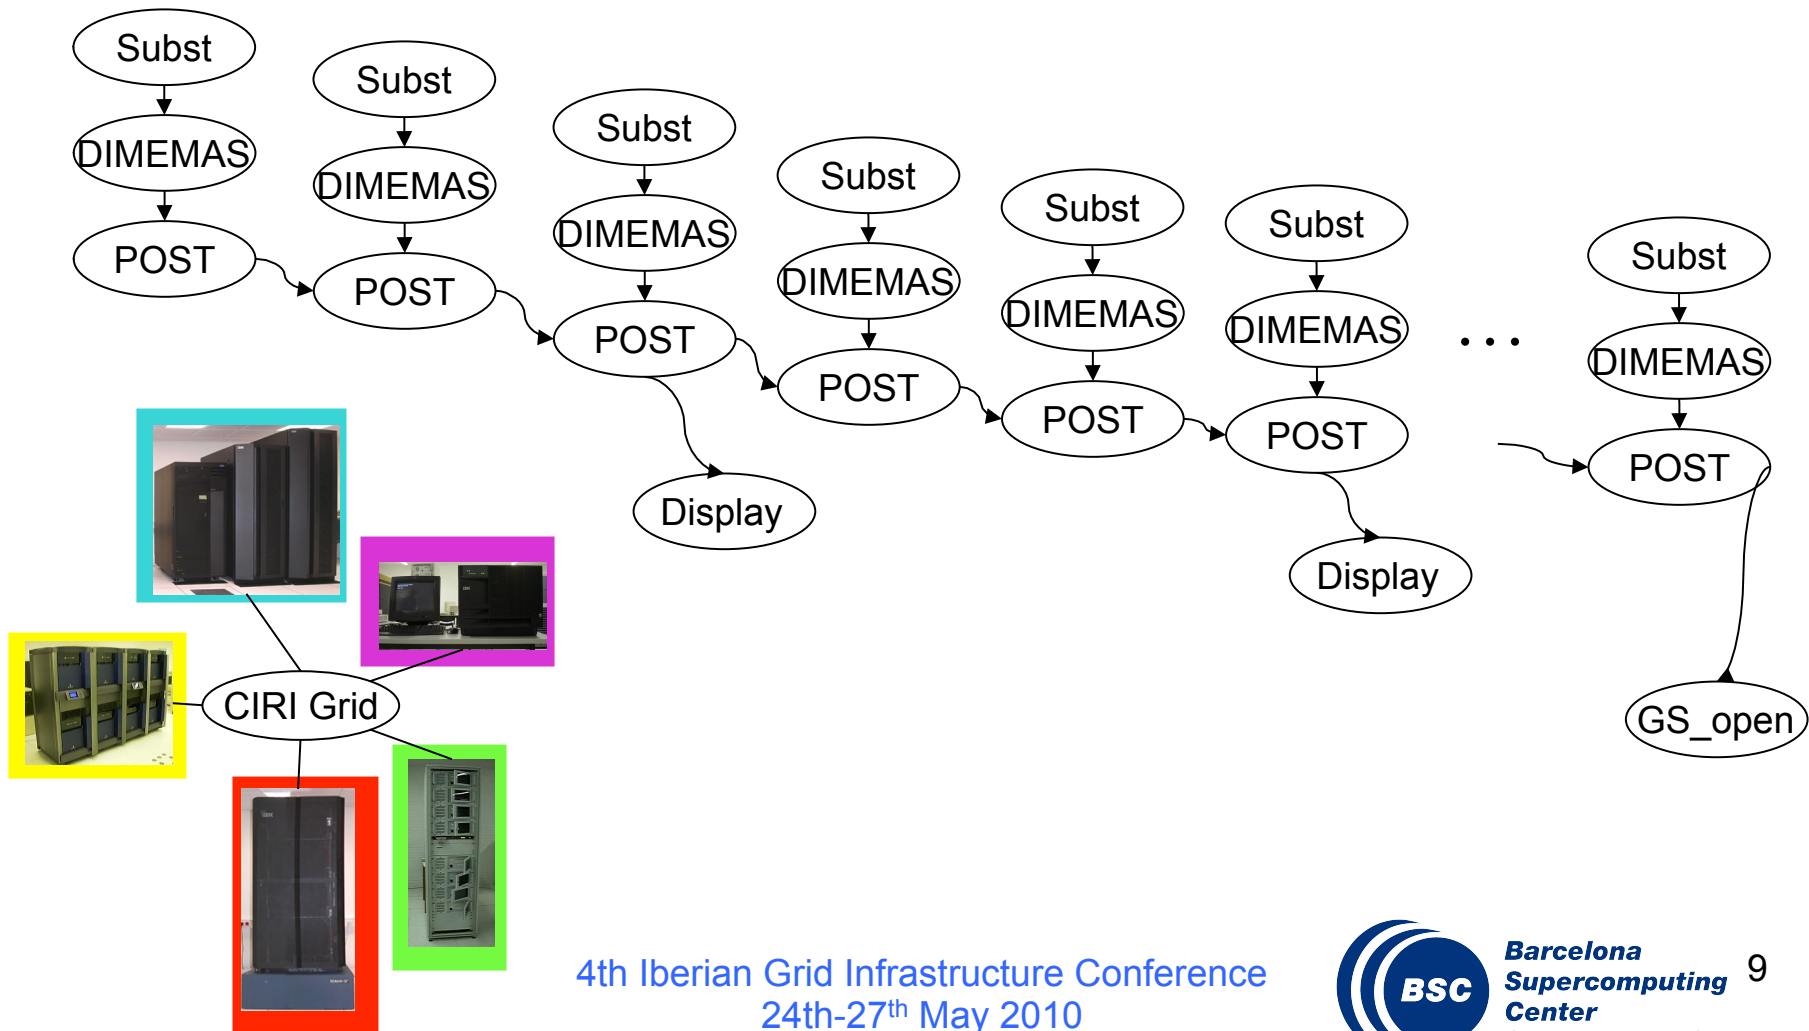 Subst
Subst
Subst
Subst
Subst
Subst
Subst
DIMEMAS
DIMEMAS
DIMEMAS
DIMEMAS
DIMEMAS
DIMEMAS
DIMEMAS
POST
POST
POST
POST
POST
POST
POST
...
Display
Display
GS_open
CIRI Grid
4th Iberian Grid Infrastructure Conference
24th-27th May 2010
BSC
Barcelona
Supercomputing
Center
9